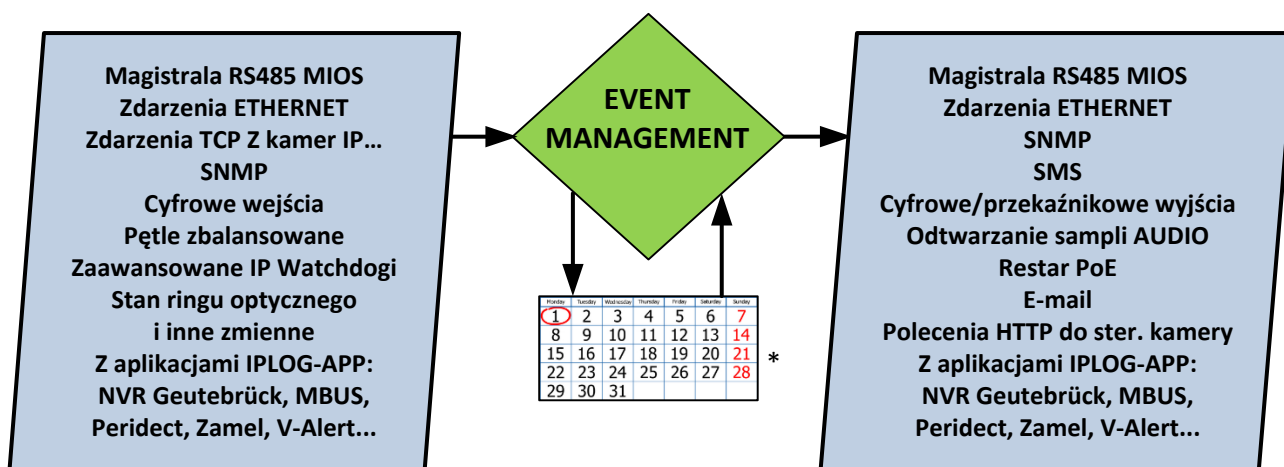 Magistrala RS485 MIOS
Zdarzenia ETHERNET
Zdarzenia TCP Z kamer IP...
SNMP
Cyfrowe wejścia
Pętle zbalansowane
Zaawansowane IP Watchdogi
Stan ringu optycznego
i inne zmienne
Z aplikacjami IPLOG-APP:
NVR Geutebrück, MBUS,
Peridect, Zamel, V-Alert...
EVENT
MANAGEMENT
Monday Tuesday Wednesday Thursday Friday Saturday Sunday
1 2 3 4 5 6 7
8 9 10 11 12 13 14
15 16 17 18 19 20 21
22 23 24 25 26 27 28
29 30 31
*
Magistrala RS485 MIOS
Zdarzenia ETHERNET
SNMP
SMS
Cyfrowe/przekaźnikowe wyjścia
Odtwarzanie sampli AUDIO
Restar PoE
E-mail
Polecenia HTTP do ster. kamery
Z aplikacjami IPLOG-APP:
NVR Geutebrück, MBUS,
Peridect, Zamel, V-Alert...